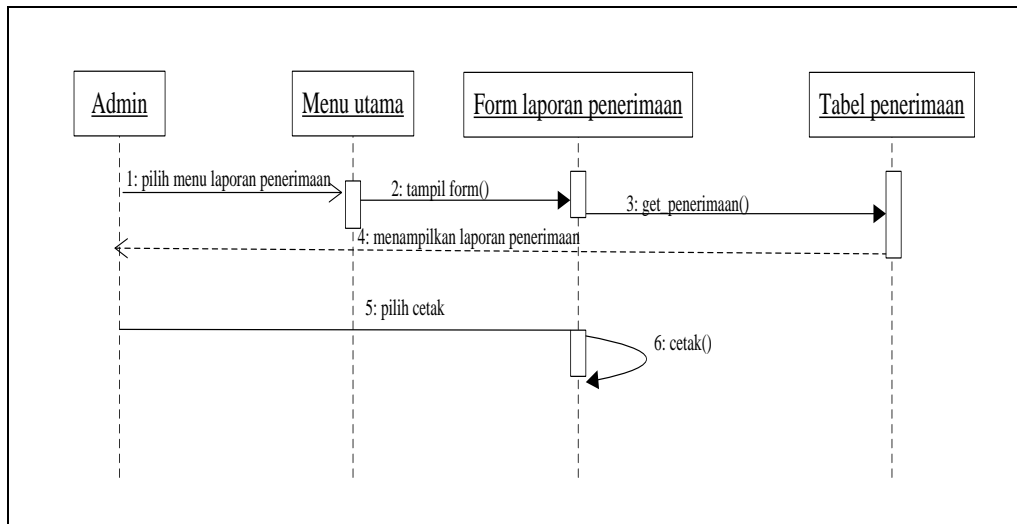 Admin
Menu utama
Form laporan penerimaan
Tabel penerimaan
1: pilih menu laporan penerimaan
2: tampil form()
3: get_penerimaan()
4: menampilkan laporan penerimaan
5: pilih cetak
6: cetak()